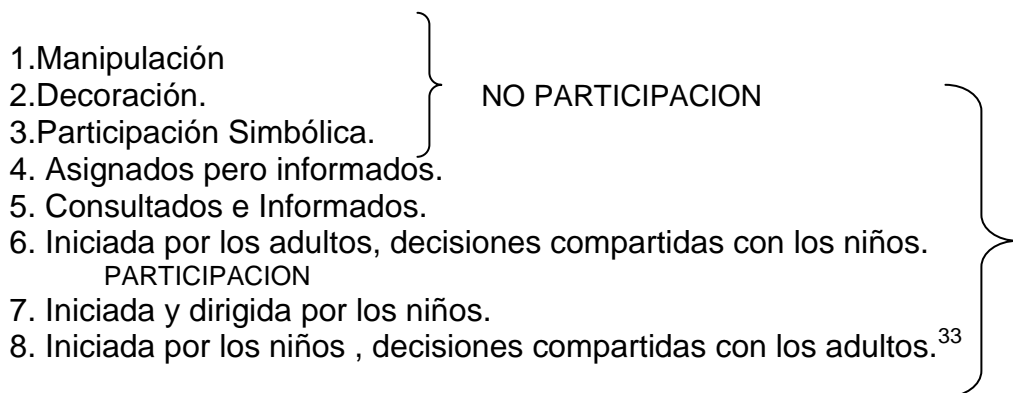 1.Manipulación
2.Decoración. NO PARTICIPACION
3.Participación Simbólica.
4. Asignados pero informados.
5. Consultados e Informados.
6. Iniciada por los adultos, decisiones compartidas con los niños.
PARTICIPACION
7. Iniciada y dirigida por los niños.
8. Iniciada por los niños , decisiones compartidas con los adultos.33